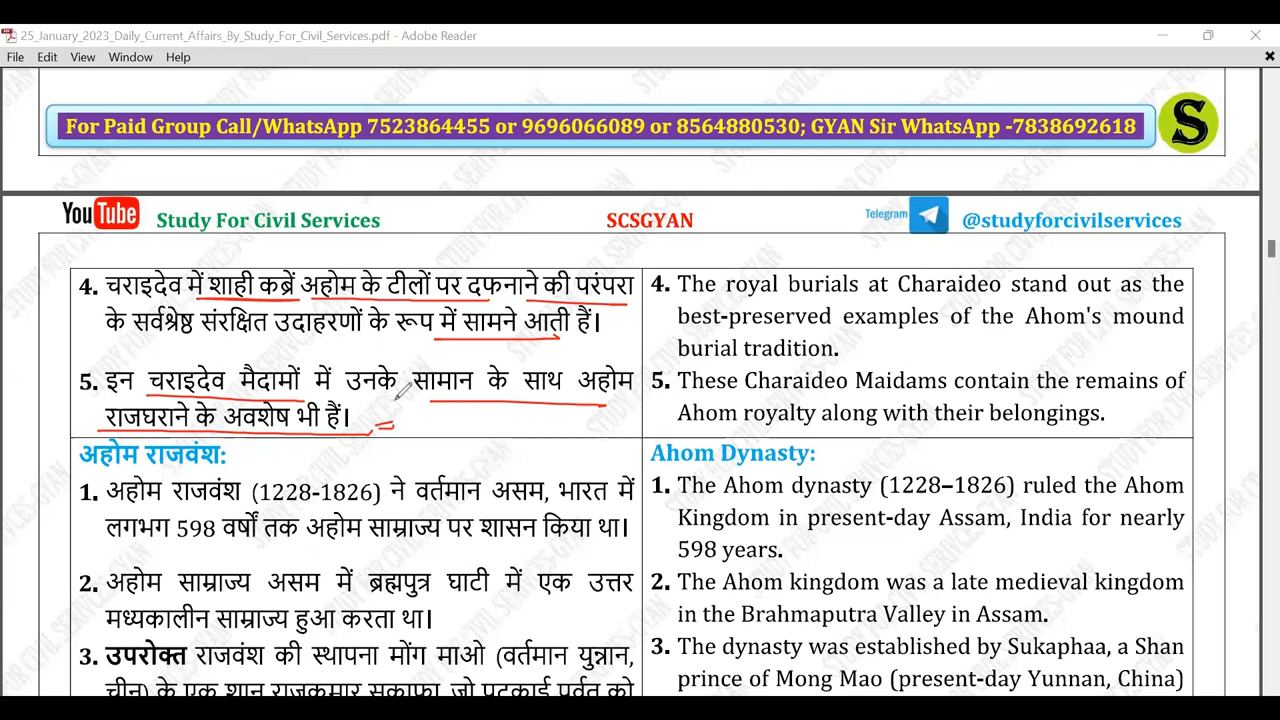 25_January_2023_Daily_Current_Affairs_By_Study_For_Civil_Services.pdf - Adobe Reader
File Edit View Window Help
For Paid Group Call/WhatsApp 7523864455 or 9696066089 or 8564880530; GYAN Sir WhatsApp -7838692618
S
YouTube Study For Civil Services SCSGYAN Telegram @studyforcivilservices
4. चराइदेव में शाही कब्रें अहोम के टीलों पर दफनाने की परंपरा
के सर्वश्रेष्ठ संरक्षित उदाहरणों के रूप में सामने आती हैं।
5. इन चराइदेव मैदामों में उनके सामान के साथ अहोम
राजघराने के अवशेष भी हैं।
4. The royal burials at Charaideo stand out as the
best-preserved examples of the Ahom's mound
burial tradition.
5. These Charaideo Maidams contain the remains of
Ahom royalty along with their belongings.
अहोम राजवंश:
1. अहोम राजवंश (1228-1826) ने वर्तमान असम, भारत में
लगभग 598 वर्षों तक अहोम साम्राज्य पर शासन किया था।
2. अहोम साम्राज्य असम में ब्रह्मपुत्र घाटी में एक उत्तर
मध्यकालीन साम्राज्य हुआ करता था।
3. उपरोक्त राजवंश की स्थापना मोंग माओ (वर्तमान युन्नान,
चीन) के एक शान राजकुमार सुकाफा, जो पटकाई पर्वत को
Ahom Dynasty:
1. The Ahom dynasty (1228–1826) ruled the Ahom
Kingdom in present-day Assam, India for nearly
598 years.
2. The Ahom kingdom was a late medieval kingdom
in the Brahmaputra Valley in Assam.
3. The dynasty was established by Sukaphaa, a Shan
prince of Mong Mao (present-day Yunnan, China)